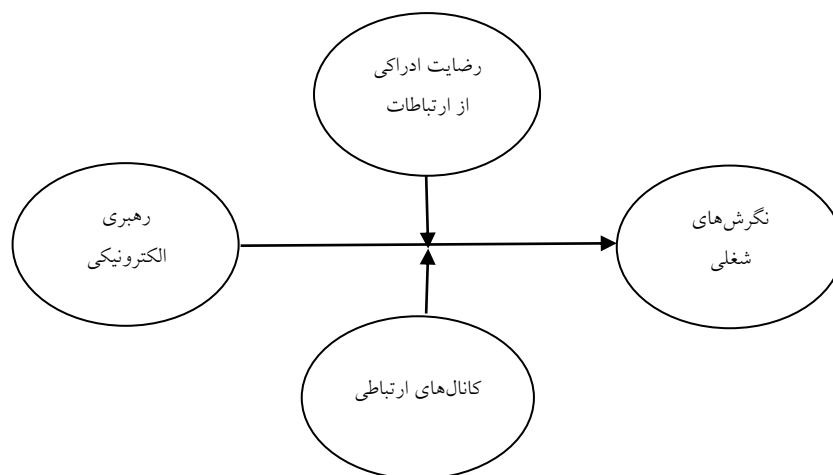 رضایت ادراکی
از ارتباطات
رهبری
الکترونیکی
نگرش‌های
شغلی
کانال‌های ارتباطی